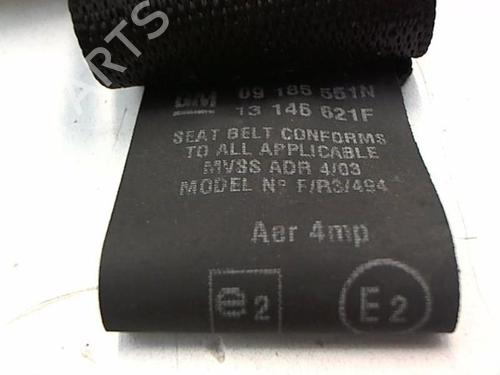 PARTS
GM 09 185 551N
13 146 621F
SEAT BELT CONFORMS
TO ALL APPLICABLE
MVSS ADR 4/03
MODEL Nº F/R3/494
Aer 4mp
e2 E2